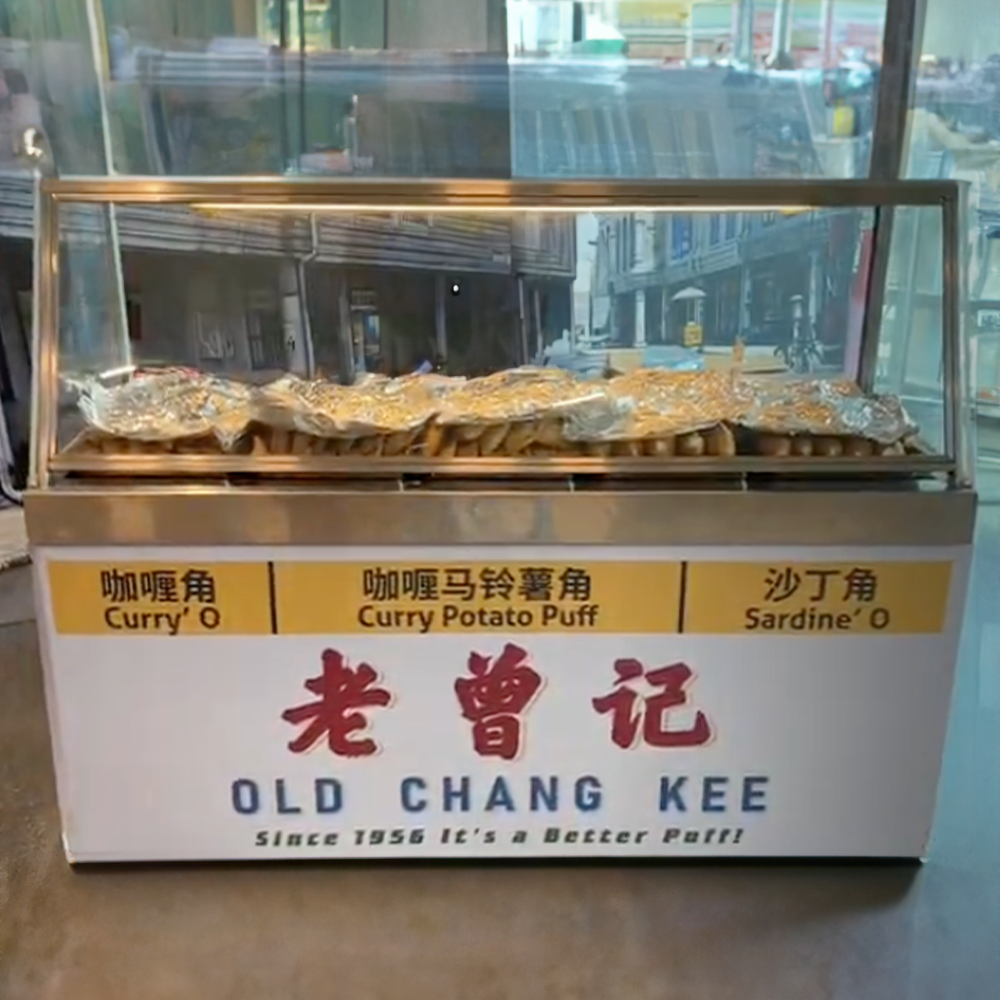 咖喱角 咖喱马铃薯角 沙丁角
Curry' O Curry Potato Puff Sardine' O
老曾记
OLD CHANG KEE
Since 1956 It's a Better Puff!